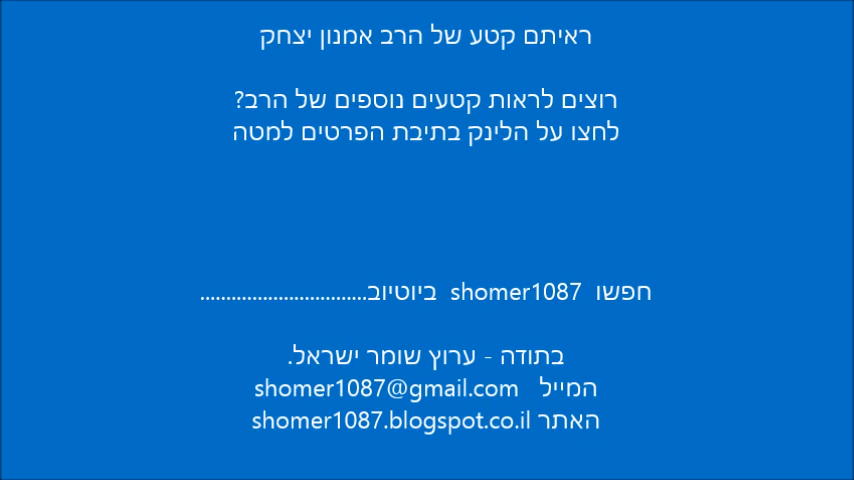 ראיתם קטע של הרב אמנון יצחק
רוצים לראות קטעים נוספים של הרב?
לחצו על הלינק בתיבת הפרטים למטה
חפשו shomer1087 ביוטיוב................................
בתודה - ערוץ שומר ישראל.
המייל shomer1087@gmail.com
האתר shomer1087.blogspot.co.il